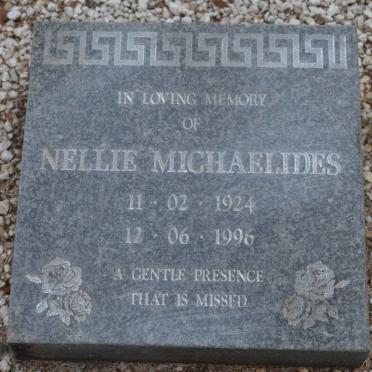 IN LOVING MEMORY
OF
NELLIE MICHAELIDES
11 · 02 · 1924
12 · 06 · 1996
A GENTLE PRESENCE
THAT IS MISSED